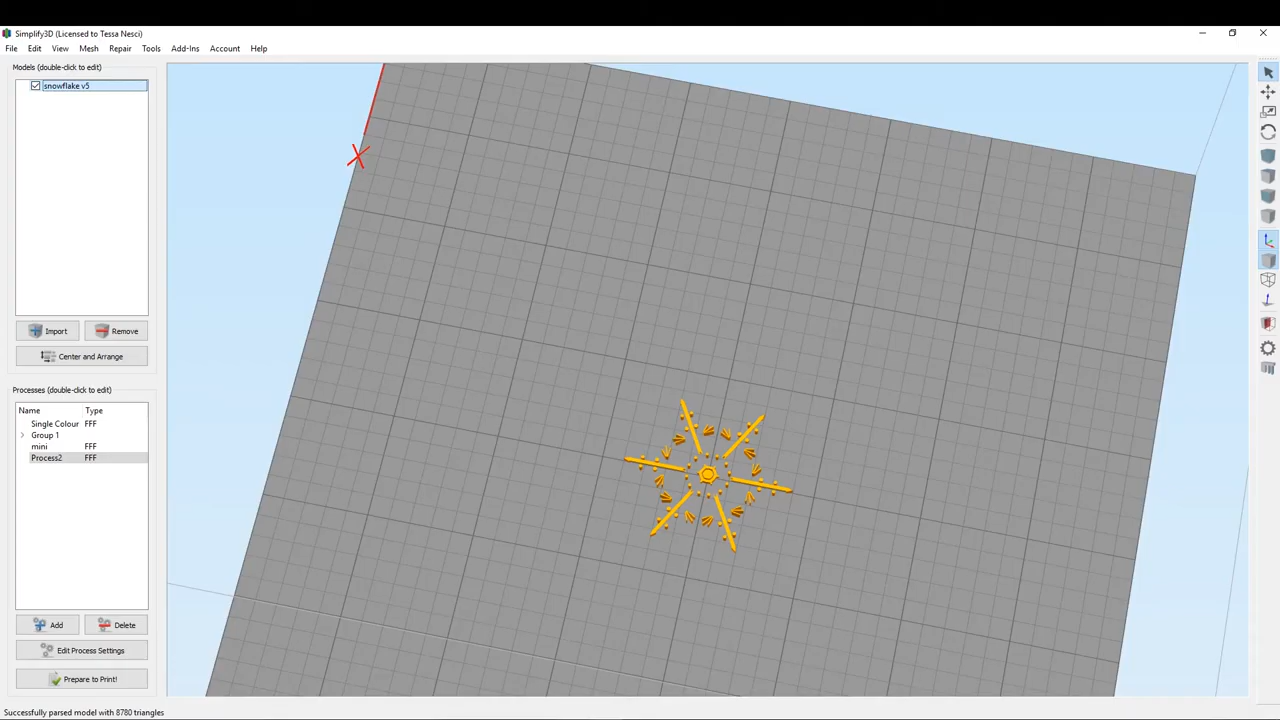 Simplify3D (Licensed to Tessa Nesci)
File Edit View Mesh Repair Tools Add-Ins Account Help
Models (double-click to edit)
snowflake v5
Import Remove
Center and Arrange
Processes (double-click to edit)
Name Type
Single Colour FFF
Group 1
mini FFF
Process2 FFF
Add Delete
Edit Process Settings
Prepare to Print!
Successfully parsed model with 8780 triangles